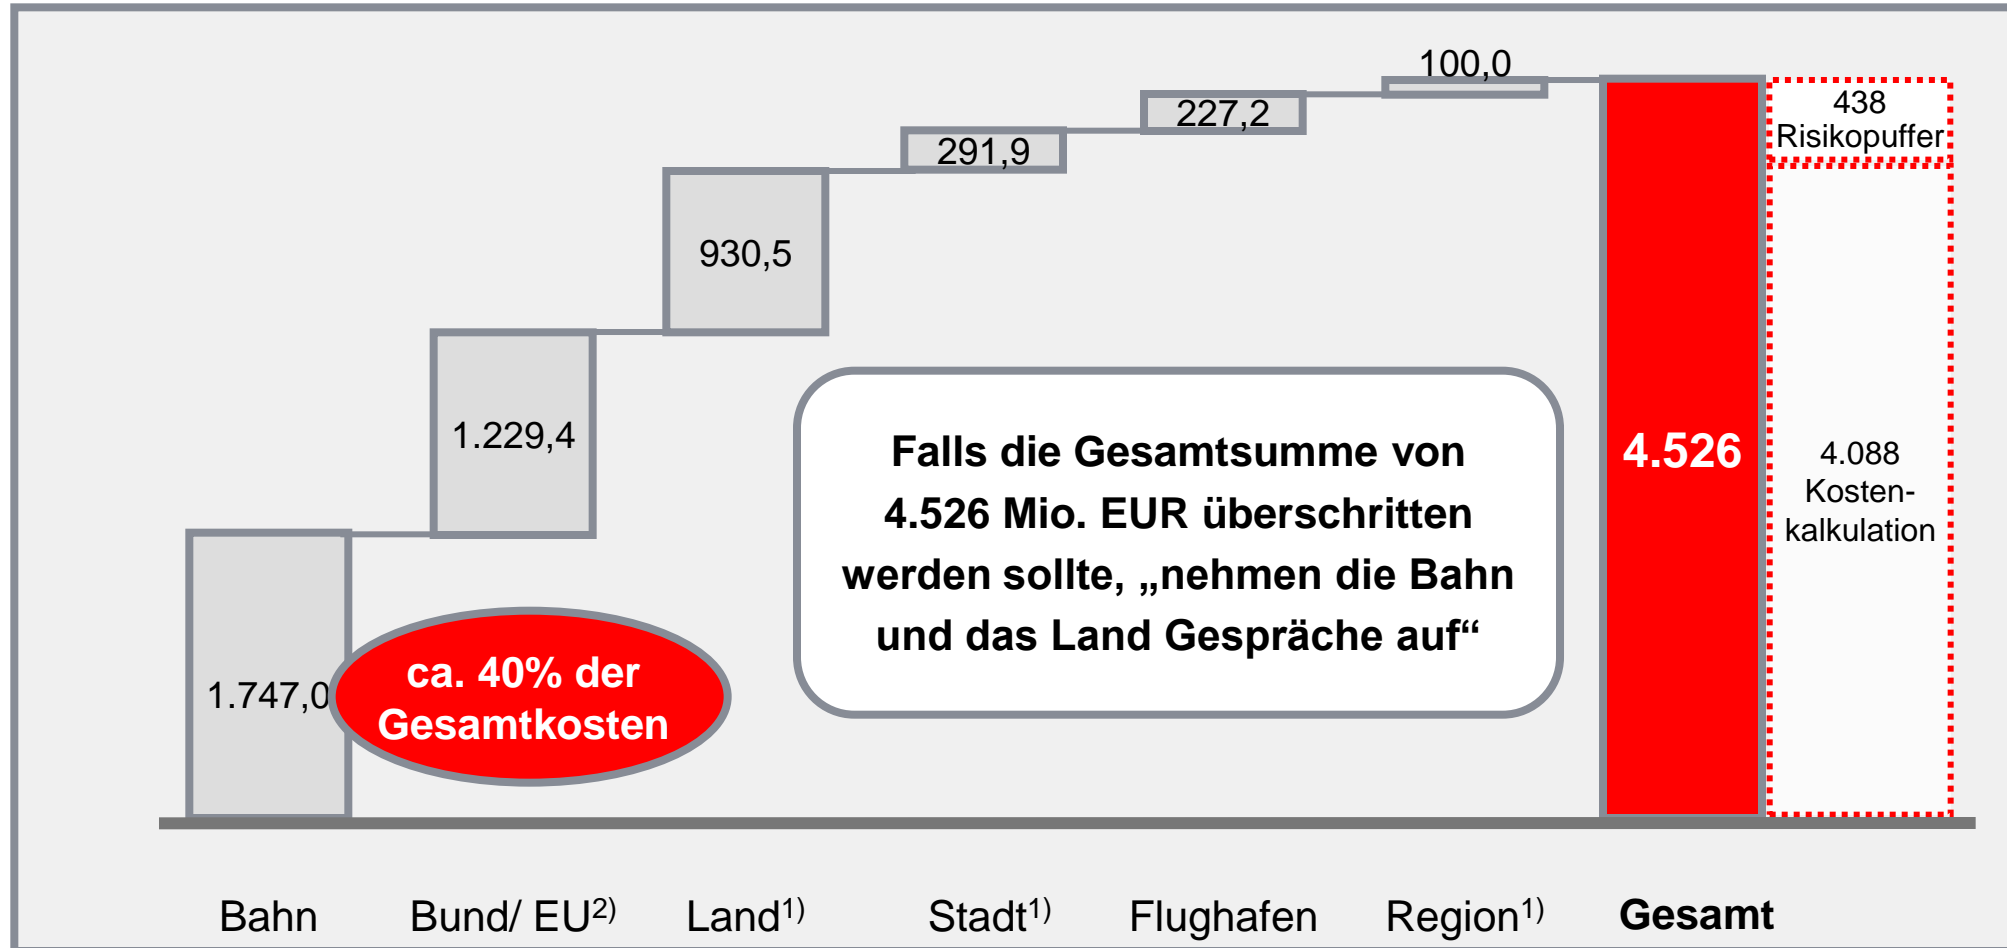 100,0
227,2
291,9
930,5
1.229,4
1.747,0
ca. 40% der
Gesamtkosten
Falls die Gesamtsumme von
4.526 Mio. EUR überschritten
werden sollte, „nehmen die Bahn
und das Land Gespräche auf“
4.526
438
Risikopuffer
4.088
Kosten-
kalkulation
Bahn Bund/ EU2) Land1) Stadt1) Flughafen Region1) Gesamt